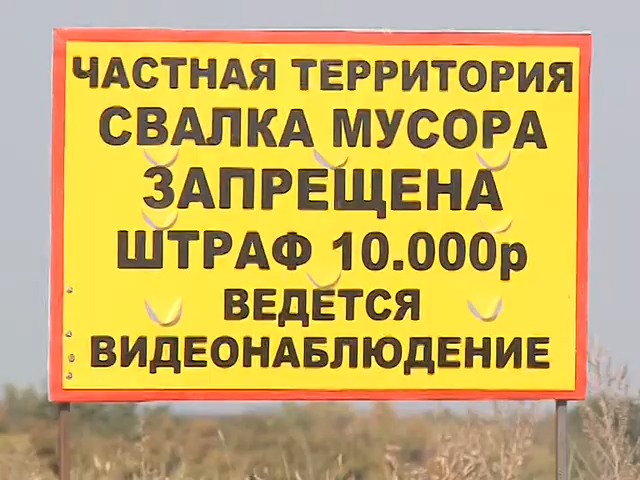 ЧАСТНАЯ ТЕРРИТОРИЯ
СВАЛКА МУСОРА
ЗАПРЕЩЕНА
ШТРАФ 10.000р
ВЕДЕТСЯ
ВИДЕОНАБЛЮДЕНИЕ